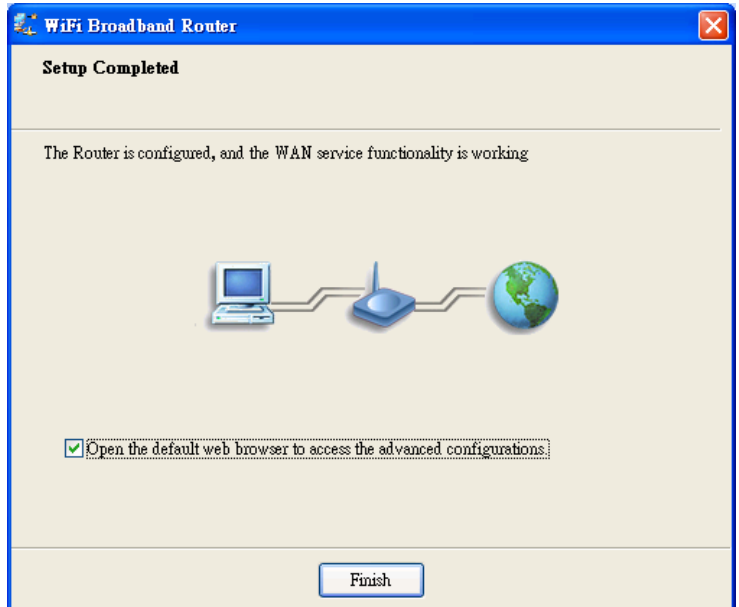 WiFi Broadband Router
Setup Completed
The Router is configured, and the WAN service functionality is working
Open the default web browser to access the advanced configurations.
Finish